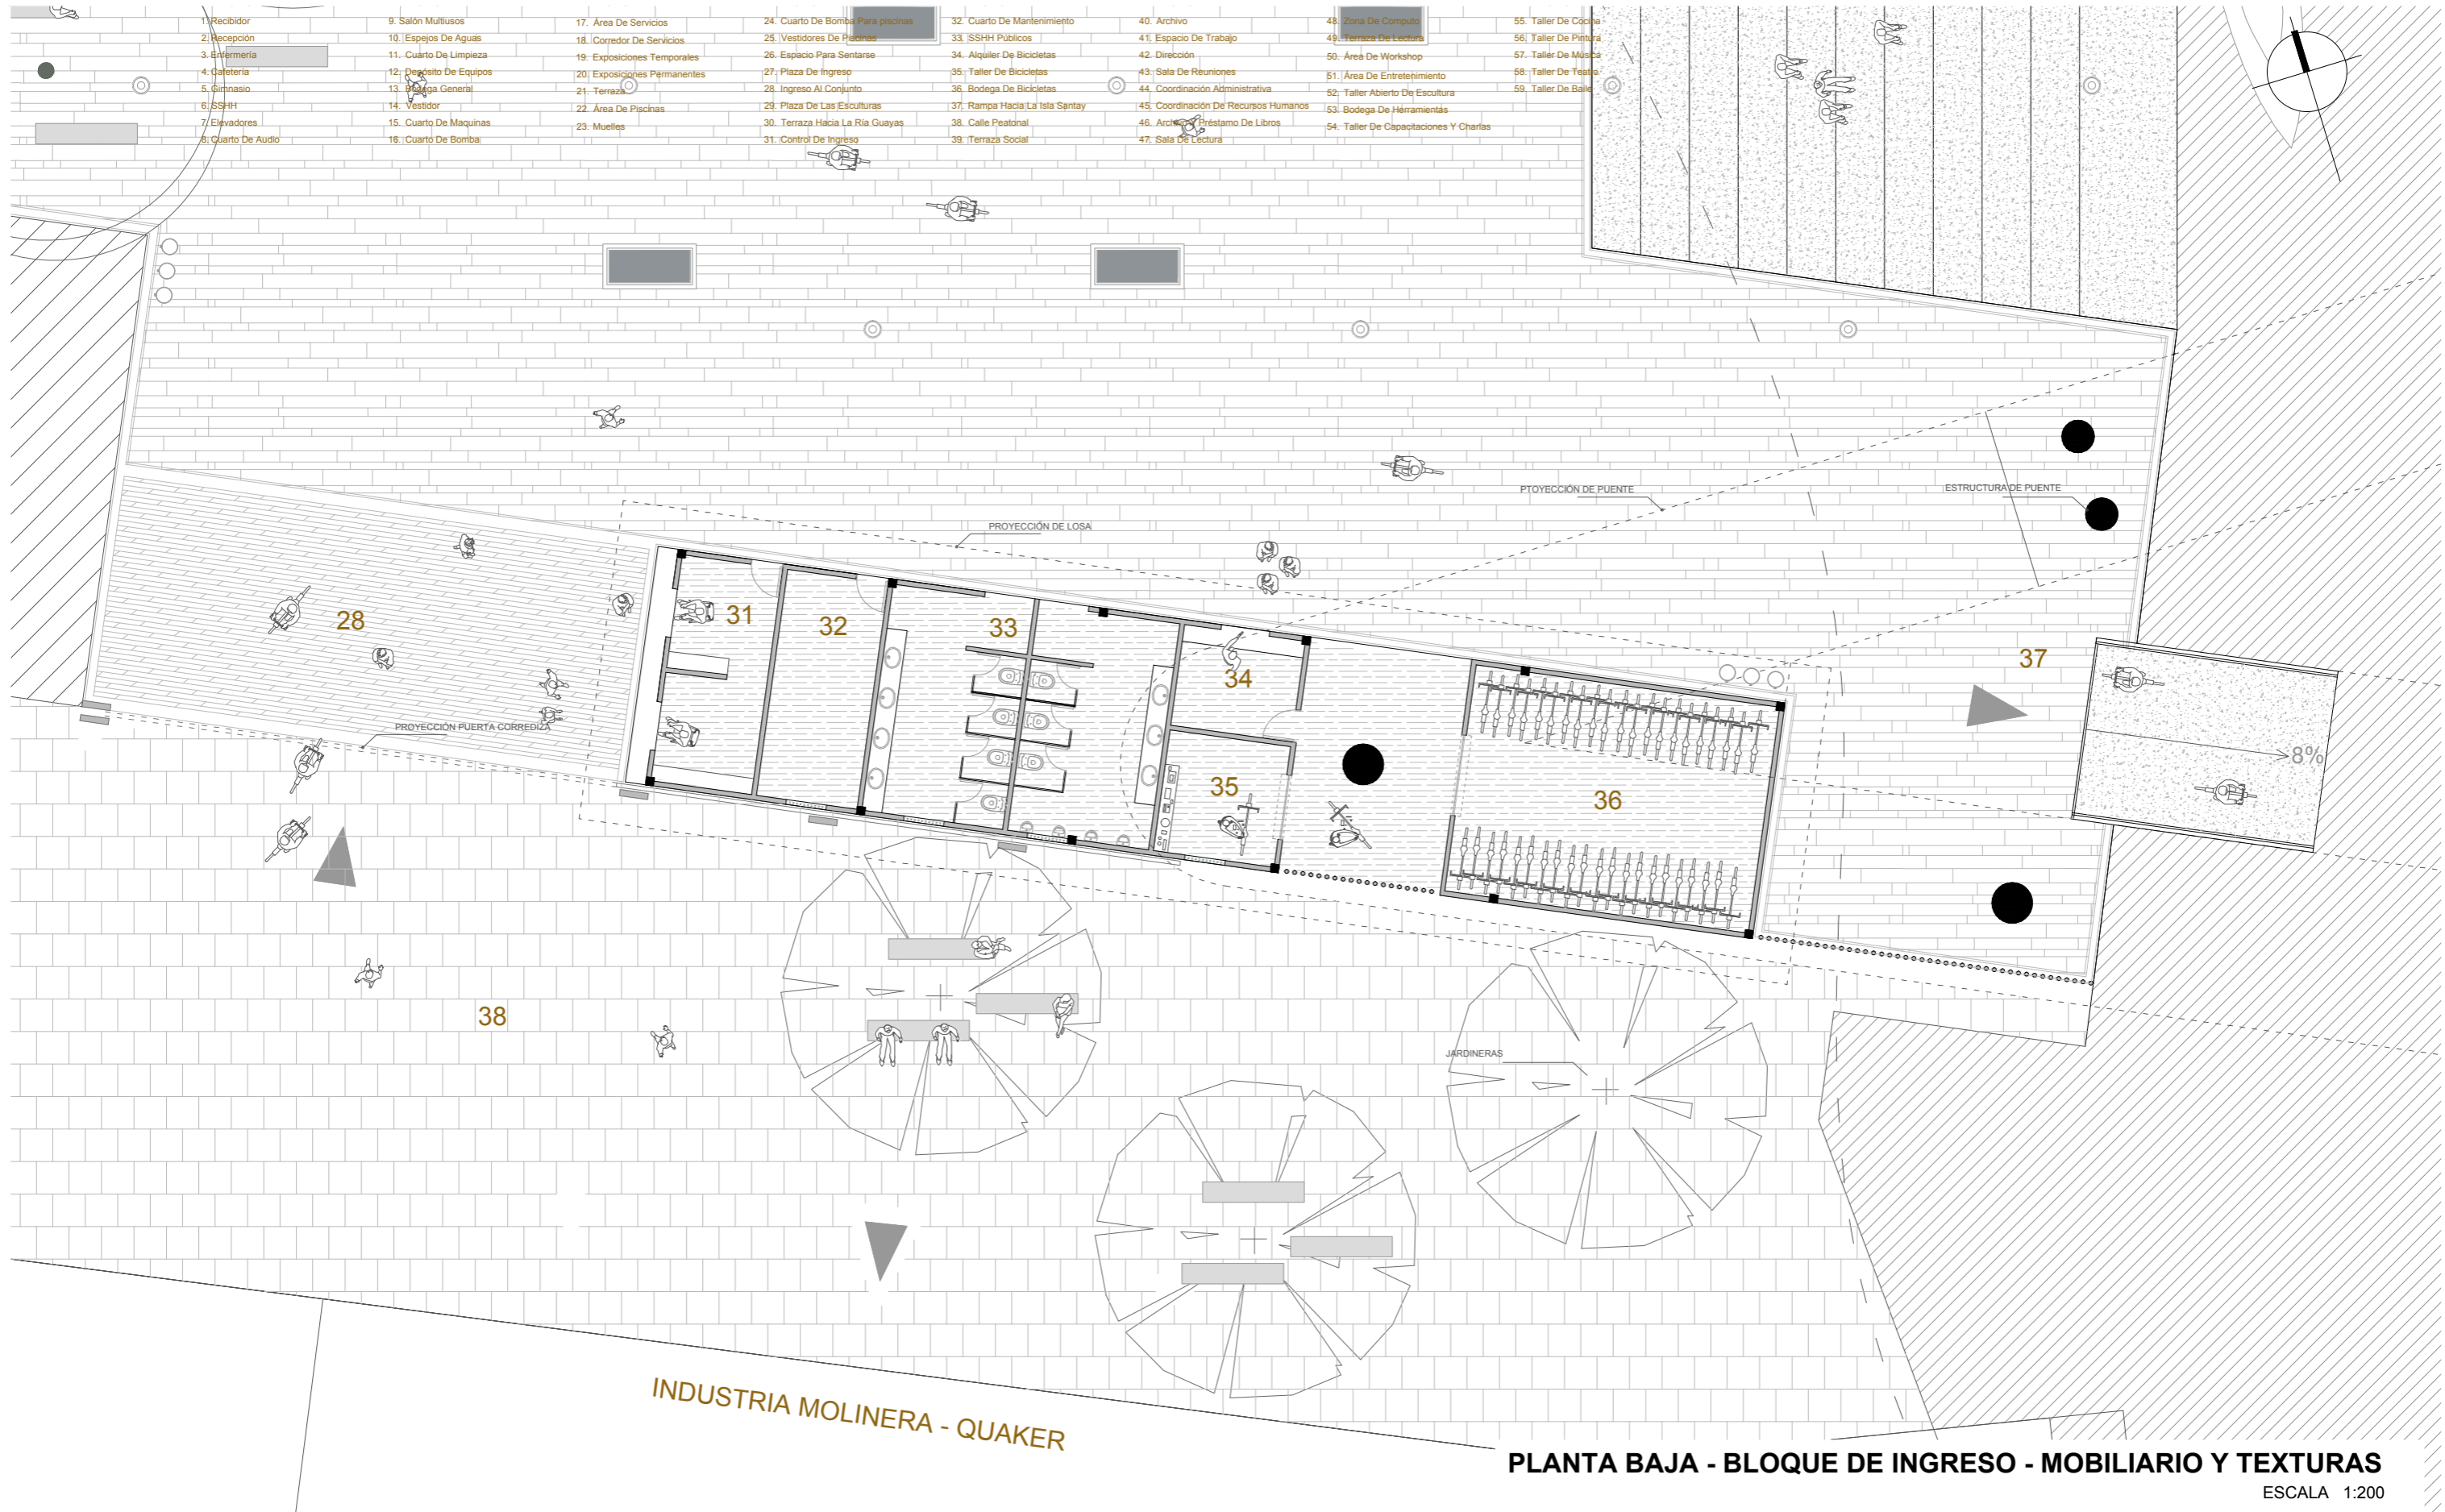 1. Recibidor
2. Recepción
3. Enfermería
4. Cafetería
5. Gimnasio
6. SSHH
7. Elevadores
8. Cuarto De Audio
9. Salón Multiusos
10. Espejos De Aguas
11. Cuarto De Limpieza
12. Depósito De Equipos
13. Bodega General
14. Vestidor
15. Cuarto De Maquinas
16. Cuarto De Bomba
17. Área De Servicios
18. Corredor De Servicios
19. Exposiciones Temporales
20. Exposiciones Permanentes
21. Terraza
22. Área De Piscinas
23. Muelles
24. Cuarto De Bomba Para piscinas
25. Vestidores De Piscinas
26. Espacio Para Sentarse
27. Plaza De Ingreso
28. Ingreso Al Conjunto
29. Plaza De Las Esculturas
30. Terraza Hacia La Ría Guayas
31. Control De Ingreso
32. Cuarto De Mantenimiento
33. SSHH Públicos
34. Alquiler De Bicicletas
35. Taller De Bicicletas
36. Bodega De Bicicletas
37. Rampa Hacia La Isla Santay
38. Calle Peatonal
39. Terraza Social
40. Archivo
41. Espacio De Trabajo
42. Dirección
43. Sala De Reuniones
44. Coordinación Administrativa
45. Coordinación De Recursos Humanos
46. Archivo Y Préstamo De Libros
47. Sala De Lectura
48. Zona De Computo
49. Terraza De Lectura
50. Área De Workshop
51. Área De Entretenimiento
52. Taller Abierto De Escultura
53. Bodega De Herramientas
54. Taller De Capacitaciones Y Charlas
55. Taller De Cocina
56. Taller De Pintura
57. Taller De Música
58. Taller De Teatro
59. Taller De Baile
PTOYECCIÓN DE PUENTE
ESTRUCTURA DE PUENTE
PROYECCIÓN DE LOSA
28
31
32
33
34
35
36
37
8%
PROYECCIÓN PUERTA CORREDIZA
38
JARDINERAS
INDUSTRIA MOLINERA - QUAKER
PLANTA BAJA - BLOQUE DE INGRESO - MOBILIARIO Y TEXTURAS
ESCALA 1:200